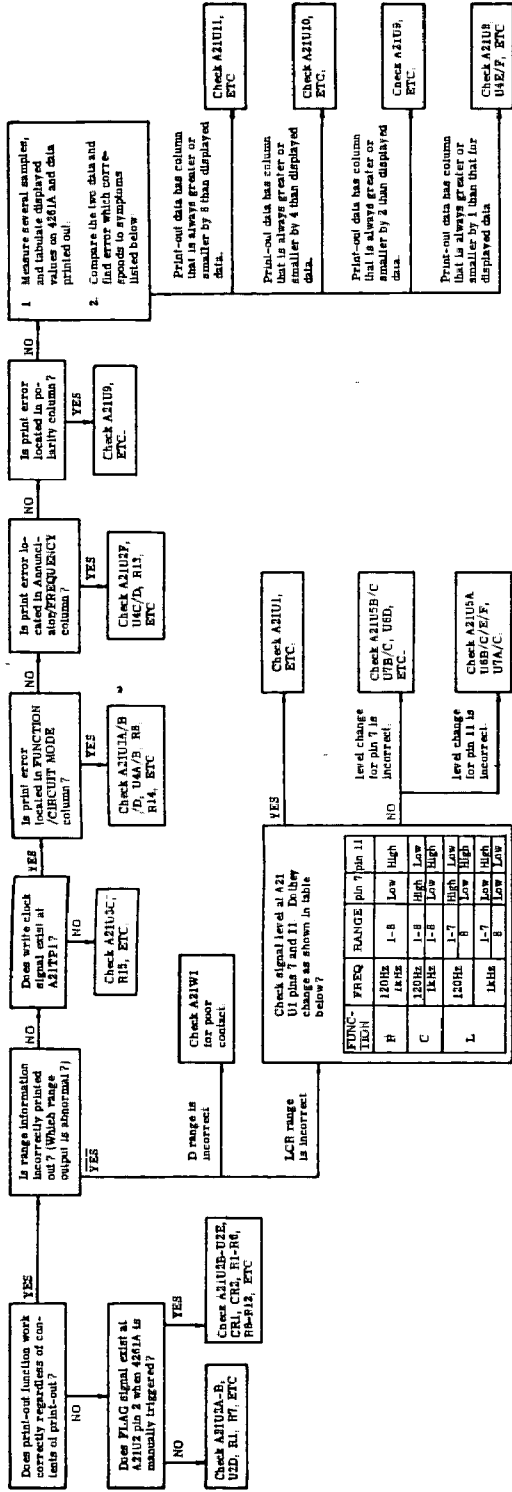 Does print-out function work
correctly regardless of con-
tents of print-out?
YES
NO
Does FLAG signal exist at
A21U2 pin 2 when 4261A is
manually triggered?
NO
YES
Check A21U2A-B,
U2D, R1, R7, ETC
Check A21U2B-U2E,
CR1, CR2, R1-R6,
R8-R12, ETC
Is range information
incorrectly printed
out? (Which range
output is abnormal?)
NO
YES
D range is
incorrect
Check A21W1
for poor
contact
LCR range
is incorrect
Does write clock
signal exist at
A21TP1?
YES
NO
Check A21U3C,
R15, ETC.
Is print error
located in FUNCTION
/CIRCUIT MODE
column?
NO
YES
Check A21U3A/B
/D, U4A/B, R8,
R14, ETC
Is print error lo-
cated in Annunci-
ator/FREQUENCY
column?
NO
YES
Check A21U2F,
U4C/D, R13,
ETC
Is print error
located in po-
larity column?
NO
YES
Check A21U9,
ETC.
1 Measure several samples,
and tabulate displayed
values on 4261A and data
printed out.
2. Compare the two data and
find error which corre-
sponds to symptoms
listed below
Print-out data has column
that is always greater or
smaller by 8 than displayed
data.
Check A21U11,
ETC
Print-out data has column
that is always greater or
smaller by 4 than displayed
data.
Check A21U10,
ETC.
Print-out data has column
that is always greater or
smaller by 2 than displayed
data.
Check A21U9,
ETC.
Print-out data has column
that is always greater or
smaller by 1 than that for
displayed data
Check A21U8
U4E/F, ETC
Check signal level at A21
U1 pins 7 and 11 Do they
change as shown in table
below?
FUNC-TION FREQ RANGE pin 7 pin 11
R 120Hz 1kHz 1-8 Low High
C 120Hz 1-8 High Low
1kHz 1-8 Low High
L 120Hz 1-7 High Low
8 Low High
1kHz 1-7 Low High
8 Low Low
YES
Check A21U1,
ETC.
NO
level change
for pin 7 is
incorrect
Check A21U5B/C
U7B/C, U6D,
ETC.
level change
for pin 11 is
incorrect.
Check A21U5A
U6B/C/E/F,
U7A/C.